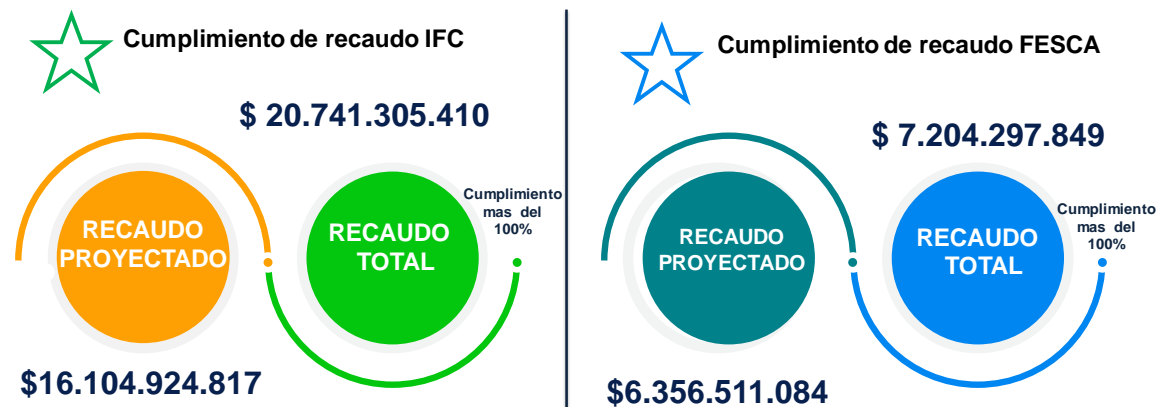 Cumplimiento de recaudo IFC
$ 20.741.305.410
RECAUDO
PROYECTADO
RECAUDO
TOTAL
Cumplimiento
mas del
100%
$16.104.924.817
Cumplimiento de recaudo FESCA
$ 7.204.297.849
RECAUDO
PROYECTADO
RECAUDO
TOTAL
Cumplimiento
mas del
100%
$6.356.511.084